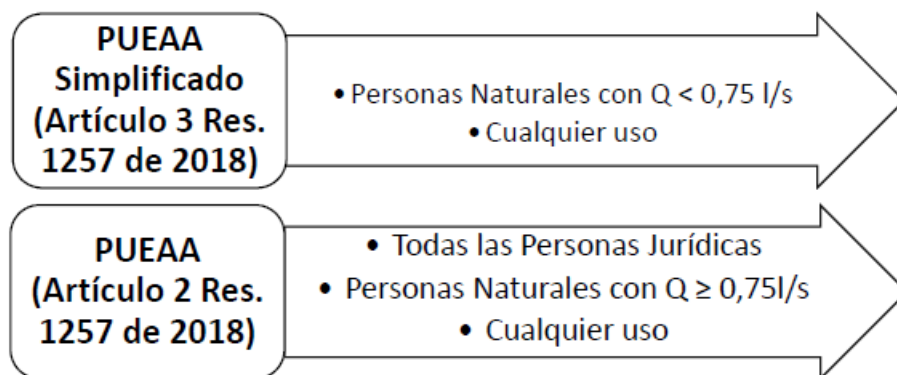 PUEAA
Simplificado
(Artículo 3 Res.
1257 de 2018)
•Personas Naturales con Q < 0,75 l/s
•Cualquier uso
PUEAA
(Artículo 2 Res.
1257 de 2018)
• Todas las Personas Jurídicas
• Personas Naturales con Q ≥ 0,75l/s
• Cualquier uso